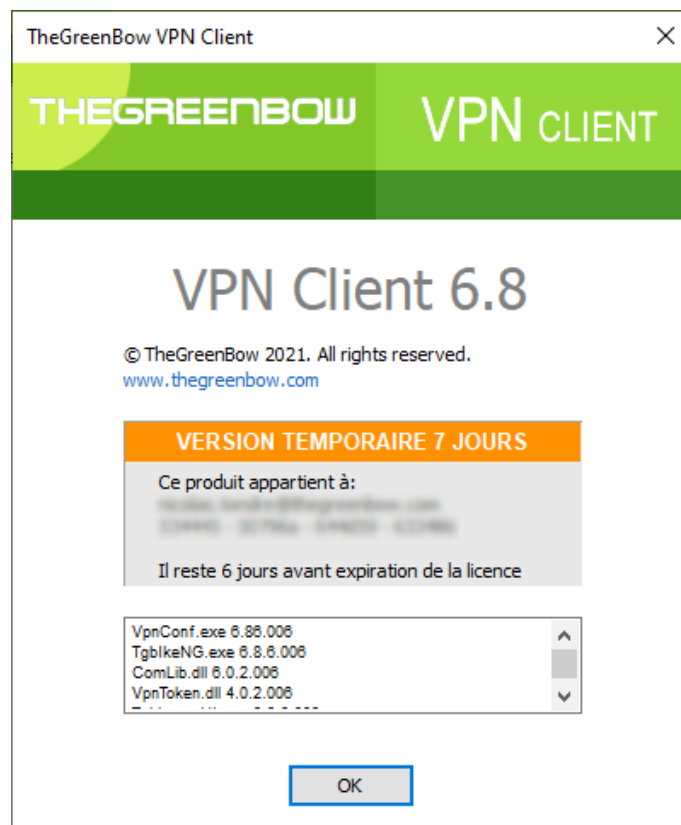 TheGreenBow VPN Client
THEGREENBOW
VPN CLIENT
VPN Client 6.8
© TheGreenBow 2021. All rights reserved.
www.thegreenbow.com
VERSION TEMPORAIRE 7 JOURS
Ce produit appartient à:
Il reste 6 jours avant expiration de la licence
VpnConf.exe 6.86.006
TgbIkeNG.exe 6.8.6.006
ComLib.dll 6.0.2.006
VpnToken.dll 4.0.2.006
OK